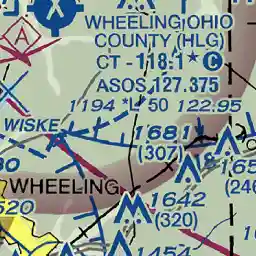 WHEELING OHIO
COUNTY (HLG)
CT - 118.1 * C
ASOS 127.375
1194 *L 50 122.95
WISKE
1681
(307)
WHEELING
1642
(320)
1454